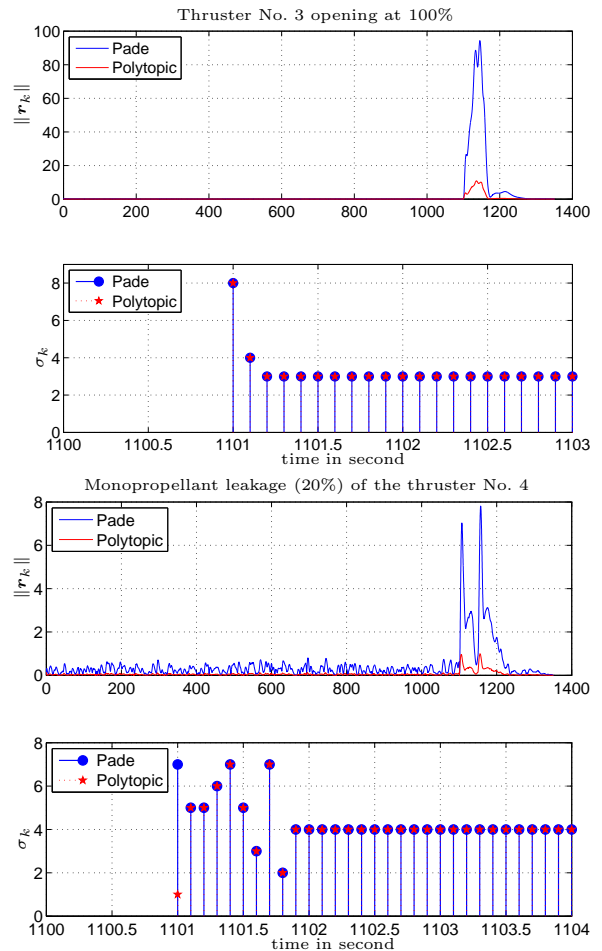 Thruster No. 3 opening at 100%
100
80
60
40
20
0
‖ r_k ‖
Pade
Polytopic
0 200 400 600 800 1000 1200 1400
8
6
4
2
0
σ_k
Pade
Polytopic
1100 1100.5 1101 1101.5 1102 1102.5 1103
time in second
Monopropellant leakage (20%) of the thruster No. 4
8
6
4
2
0
‖ r_k ‖
Pade
Polytopic
0 200 400 600 800 1000 1200 1400
8
6
4
2
0
σ_k
Pade
Polytopic
1100 1100.5 1101 1101.5 1102 1102.5 1103 1103.5 1104
time in second